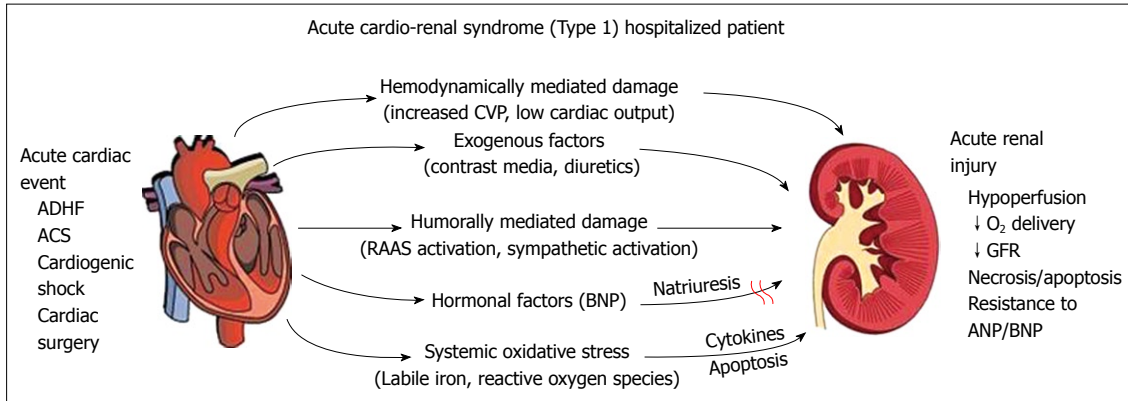 Acute cardio-renal syndrome (Type 1) hospitalized patient
Acute cardiac
event
ADHF
ACS
Cardiogenic
shock
Cardiac
surgery
Hemodynamically mediated damage
(increased CVP, low cardiac output)
Exogenous factors
(contrast media, diuretics)
Humorally mediated damage
(RAAS activation, sympathetic activation)
Hormonal factors (BNP)
Natriuresis
Systemic oxidative stress
(Labile iron, reactive oxygen species)
Cytokines
Apoptosis
Acute renal
injury
Hypoperfusion
↓ O₂ delivery
↓ GFR
Necrosis/apoptosis
Resistance to
ANP/BNP